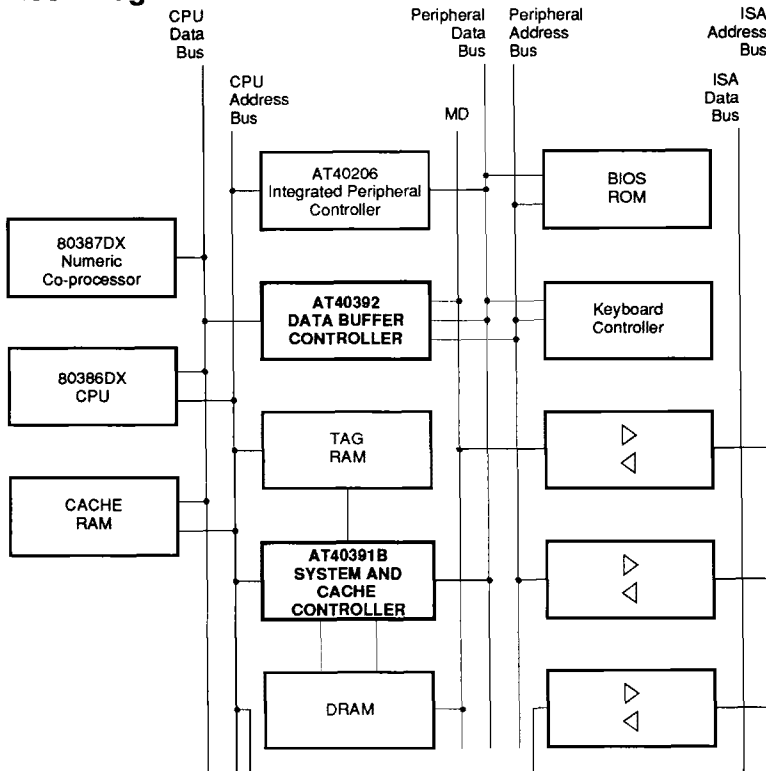 CPU
Data
Bus
Peripheral
Data
Bus
Peripheral
Address
Bus
ISA
Address
Bus
CPU
Address
Bus
MD
ISA
Data
Bus
AT40206
Integrated Peripheral
Controller
BIOS
ROM
80387DX
Numeric
Co-processor
AT40392
DATA BUFFER
CONTROLLER
Keyboard
Controller
80386DX
CPU
TAG
RAM
CACHE
RAM
AT40391B
SYSTEM AND
CACHE
CONTROLLER
DRAM